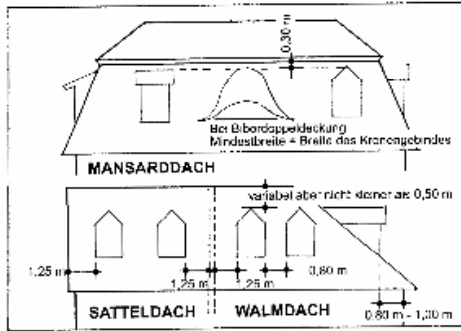 0,30 m
Bei Biberdoppeldeckung
Mindestbreite = Breite des Kronengebindes
MANSARDDACH
variabel aber nicht kleiner als 0,50 m
1,25 m
1,25 m
1,25 m
0,80 m
SATTELDACH
WALMDACH
0,80 m - 1,00 m